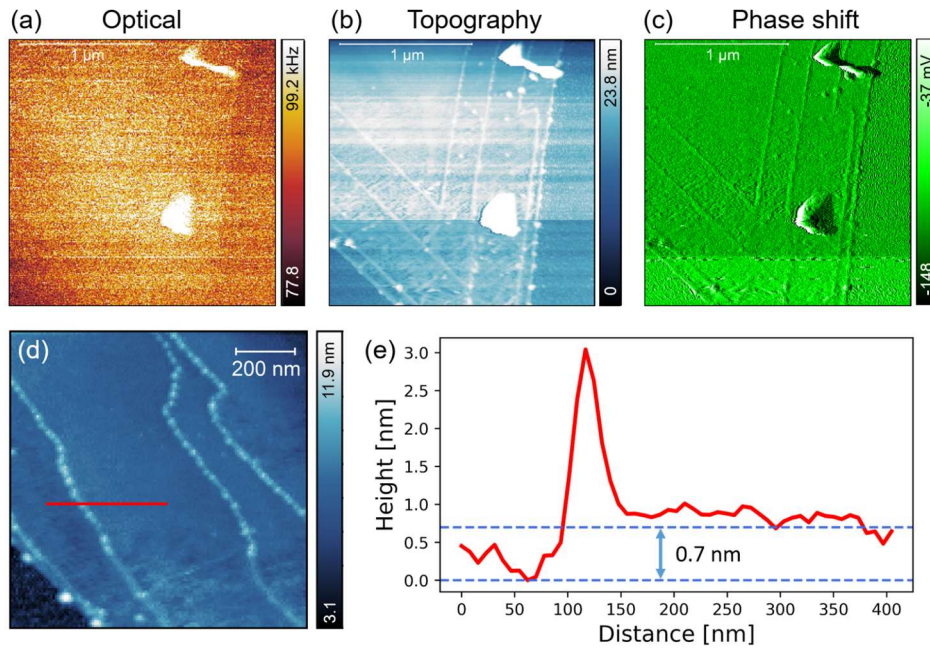 (a) Optical
(b) Topography
(c) Phase shift
1 µm
99.2 kHz
77.8
1 µm
23.8 nm
0
1 µm
-37 mV
-148
(d)
200 nm
11.9 nm
3.1
(e)
Height [nm]
3.0
2.5
2.0
1.5
1.0
0.5
0.0
0.7 nm
0 50 100 150 200 250 300 350 400
Distance [nm]